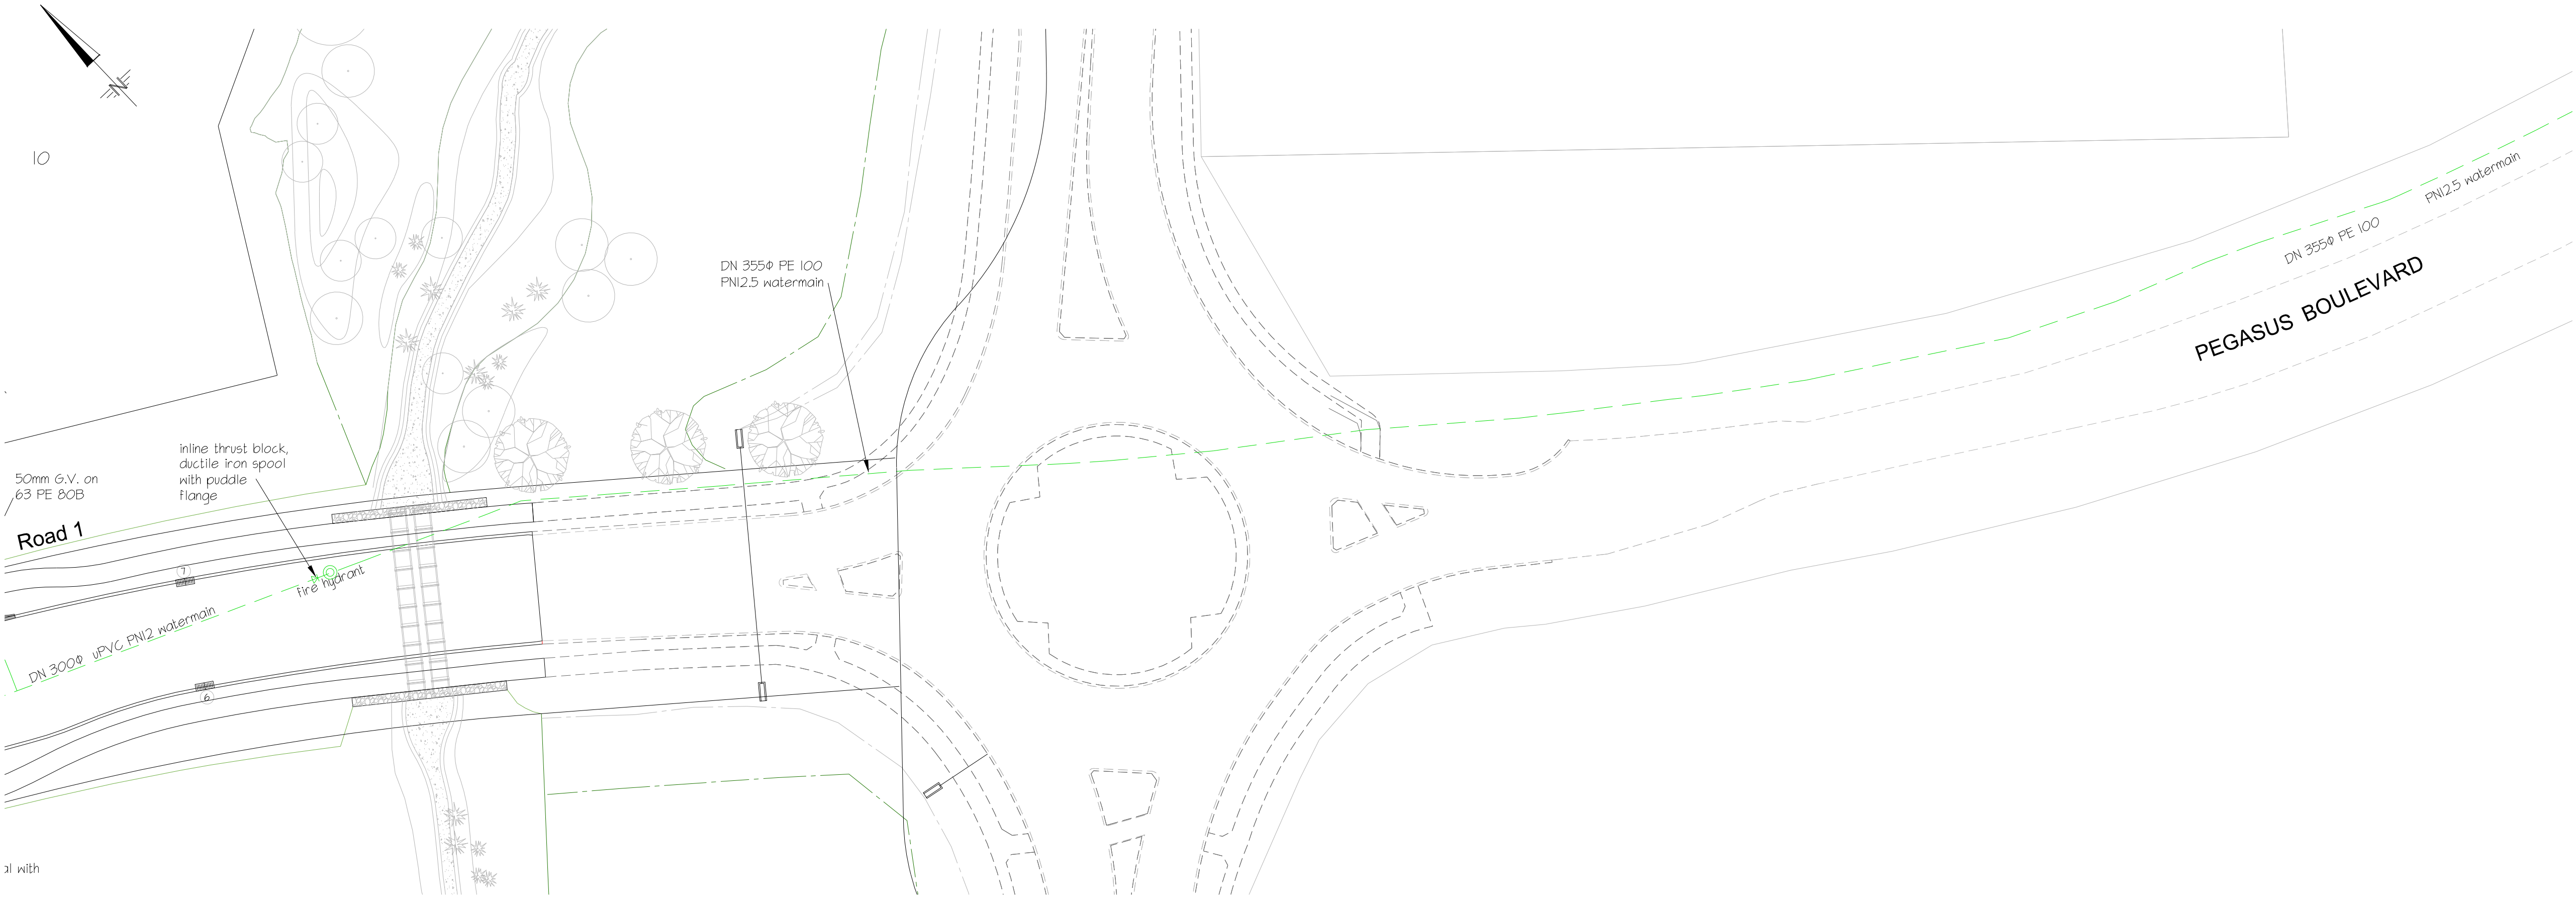 N
10
DN 355Φ PE 100
PN12.5 watermain
PN12.5 watermain
DN 355Φ PE 100
PEGASUS BOULEVARD
inline thrust block,
ductile iron spool
with puddle
flange
50mm G.V. on
63 PE 80B
Road 1
7
fire hydrant
DN 300Φ uPVC PN12 watermain
6
al with